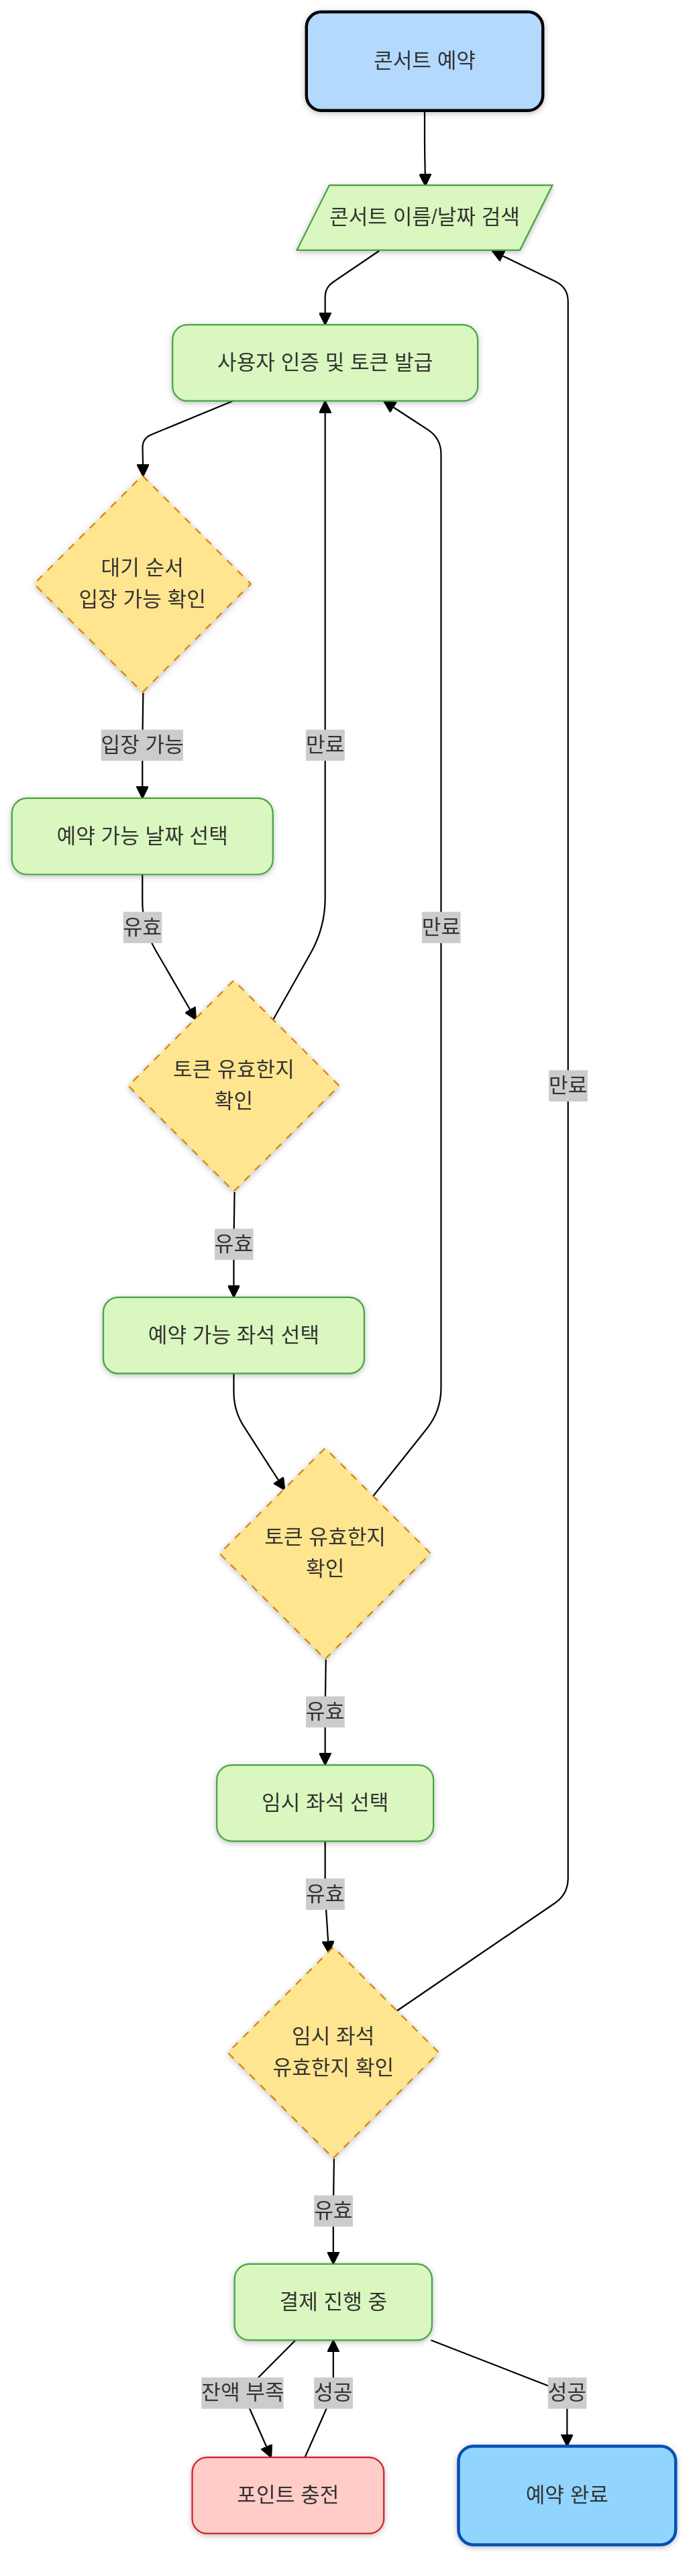 콘서트 예약
콘서트 이름/날짜 검색
사용자 인증 및 토큰 발급
대기 순서
입장 가능 확인
입장 가능
만료
예약 가능 날짜 선택
유효
만료
토큰 유효한지
확인
만료
유효
예약 가능 좌석 선택
토큰 유효한지
확인
유효
임시 좌석 선택
유효
임시 좌석
유효한지 확인
유효
결제 진행 중
잔액 부족
성공
성공
포인트 충전
예약 완료